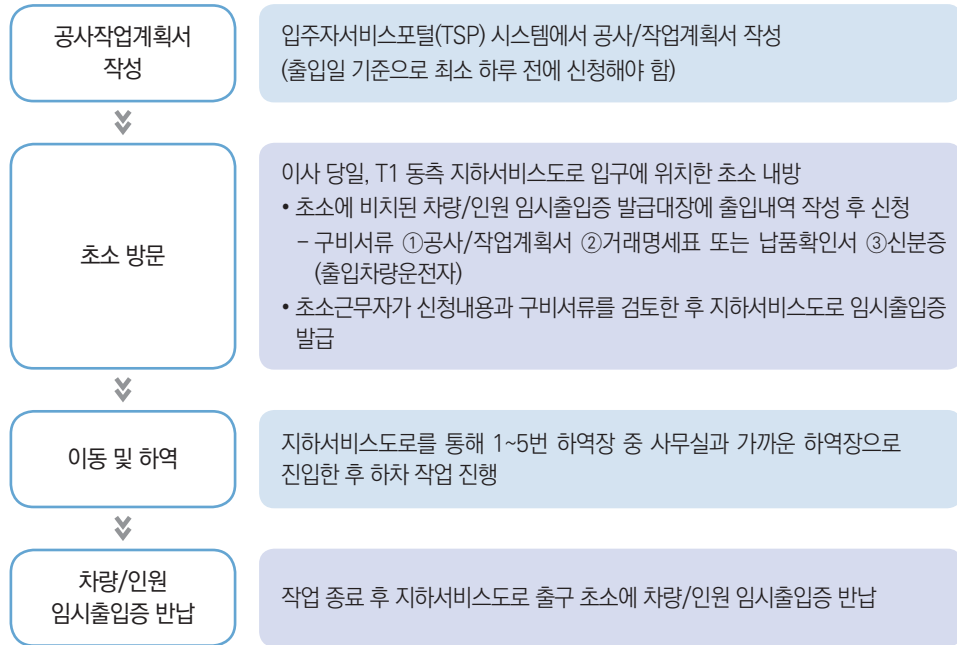 공사작업계획서
작성
입주자서비스포털(TSP) 시스템에서 공사/작업계획서 작성
(출입일 기준으로 최소 하루 전에 신청해야 함)
초소 방문
이사 당일, T1 동측 지하서비스도로 입구에 위치한 초소 내방
• 초소에 비치된 차량/인원 임시출입증 발급대장에 출입내역 작성 후 신청
- 구비서류 ①공사/작업계획서 ②거래명세표 또는 납품확인서 ③신분증
(출입차량운전자)
• 초소근무자가 신청내용과 구비서류를 검토한 후 지하서비스도로 임시출입증
발급
이동 및 하역
지하서비스도로를 통해 1~5번 하역장 중 사무실과 가까운 하역장으로
진입한 후 하차 작업 진행
차량/인원
임시출입증 반납
작업 종료 후 지하서비스도로 출구 초소에 차량/인원 임시출입증 반납